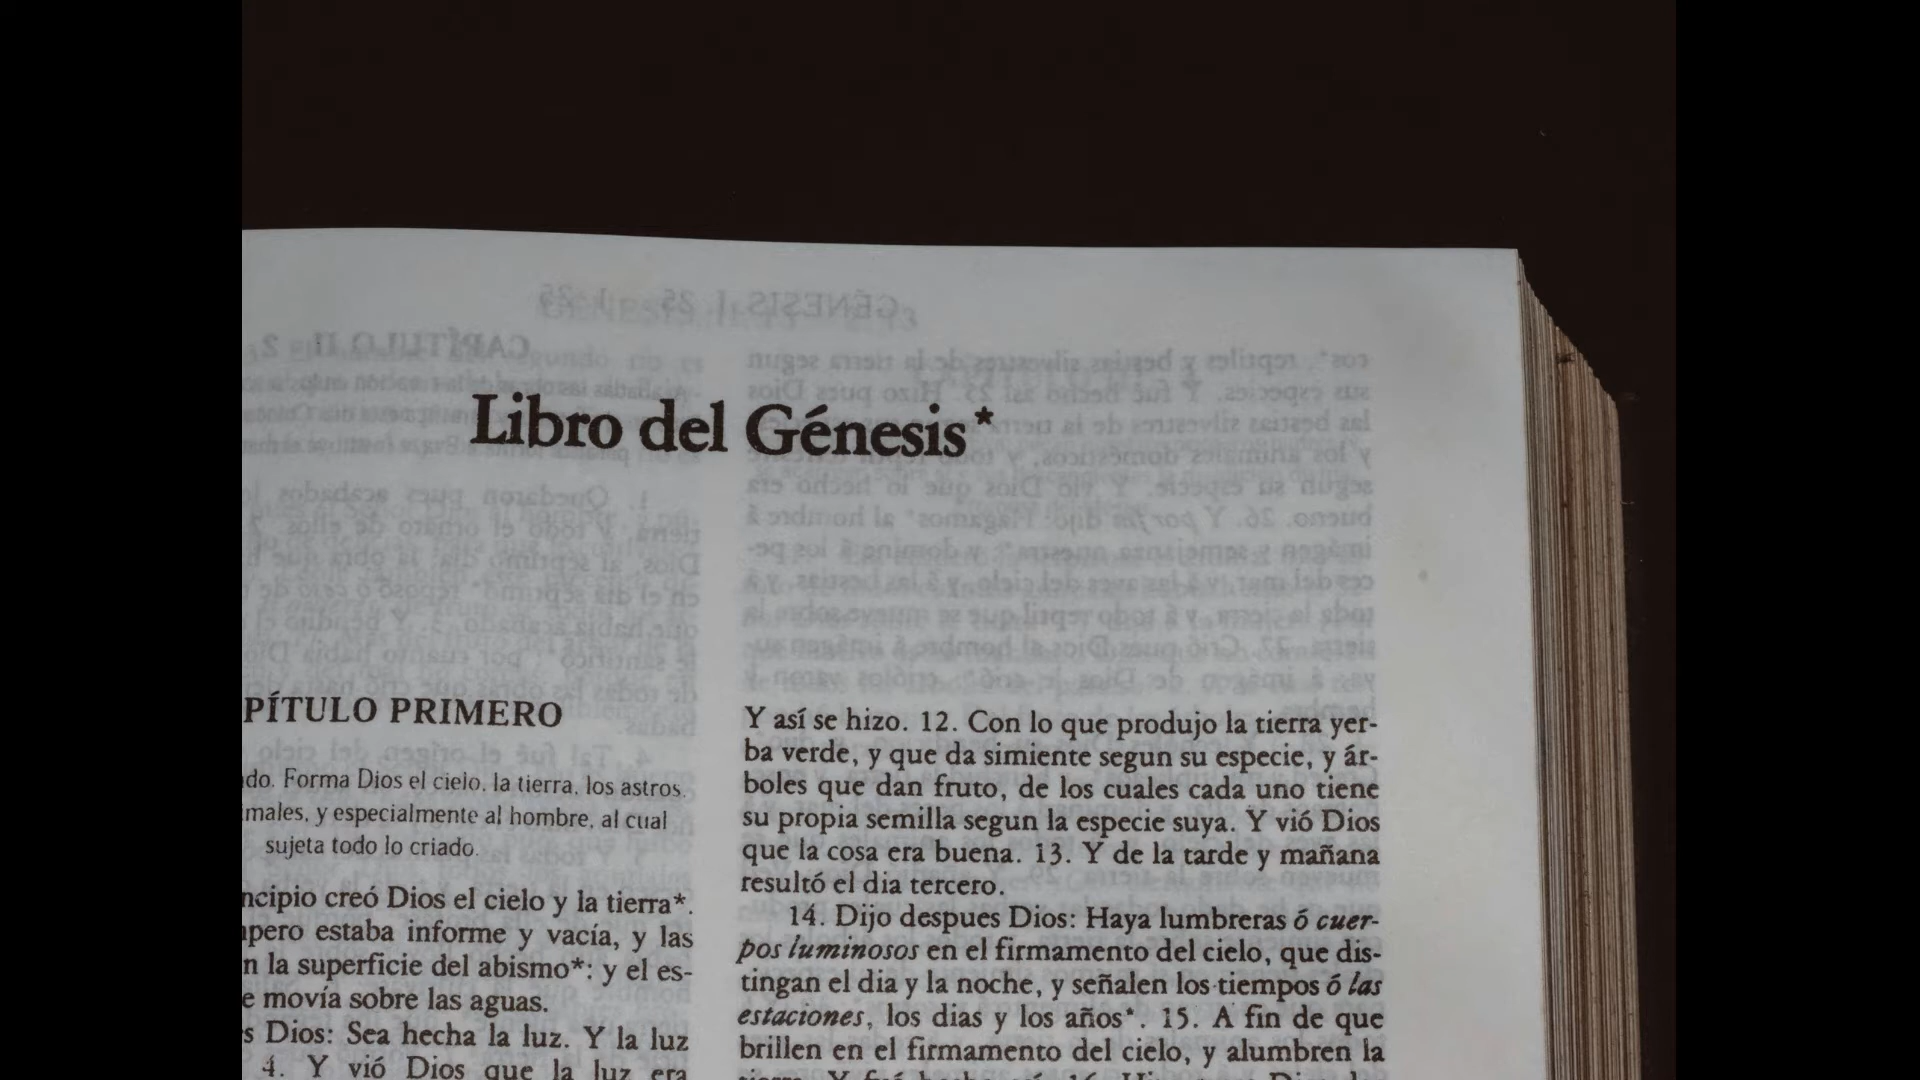 Libro del Génesis*
PÍTULO PRIMERO
do. Forma Dios el cielo, la tierra, los astros,
males, y especialmente al hombre, al cual
sujeta todo lo criado.
ncipio creó Dios el cielo y la tierra*.
pero estaba informe y vacía, y las
n la superficie del abismo*: y el es-
e movía sobre las aguas.
s Dios: Sea hecha la luz. Y la luz
4. Y vió Dios que la luz era
Y así se hizo. 12. Con lo que produjo la tierra yer-
ba verde, y que da simiente segun su especie, y ár-
boles que dan fruto, de los cuales cada uno tiene
su propia semilla segun la especie suya. Y vió Dios
que la cosa era buena. 13. Y de la tarde y mañana
resultó el dia tercero.
14. Dijo despues Dios: Haya lumbreras ó cuer-
pos luminosos en el firmamento del cielo, que dis-
tingan el dia y la noche, y señalen los tiempos ó las
estaciones, los dias y los años*. 15. A fin de que
brillen en el firmamento del cielo, y alumbren la